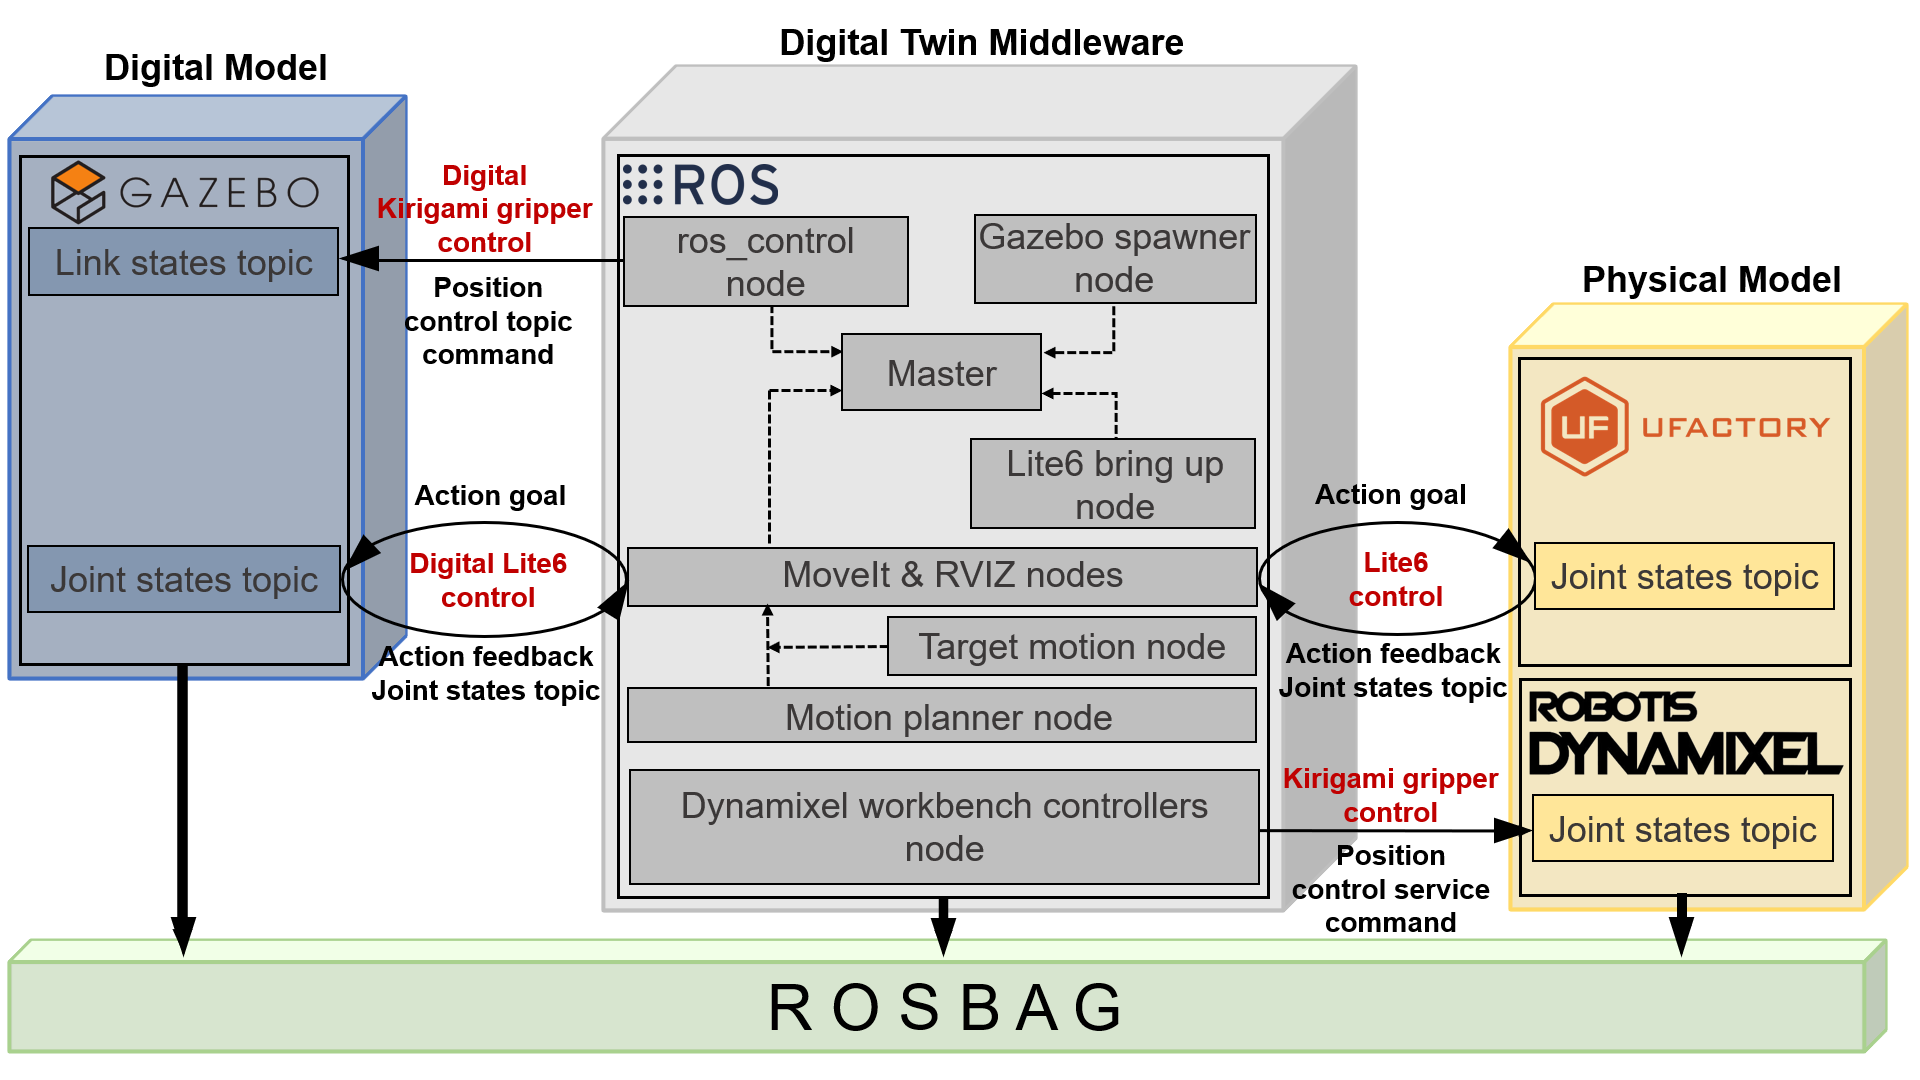 Digital Model
GAZEBO
Link states topic
Joint states topic
Digital
Kirigami gripper
control
Position
control topic
command
Action goal
Digital Lite6
control
Action feedback
Joint states topic
Digital Twin Middleware
ROS
ros_control
node
Gazebo spawner
node
Master
Lite6 bring up
node
MoveIt & RVIZ nodes
Target motion node
Motion planner node
Dynamixel workbench controllers
node
Action goal
Lite6
control
Action feedback
Joint states topic
Kirigami gripper
control
Position
control service
command
Physical Model
UF UFACTORY
Joint states topic
ROBOTIS
DYNAMIXEL
Joint states topic
ROSBAG